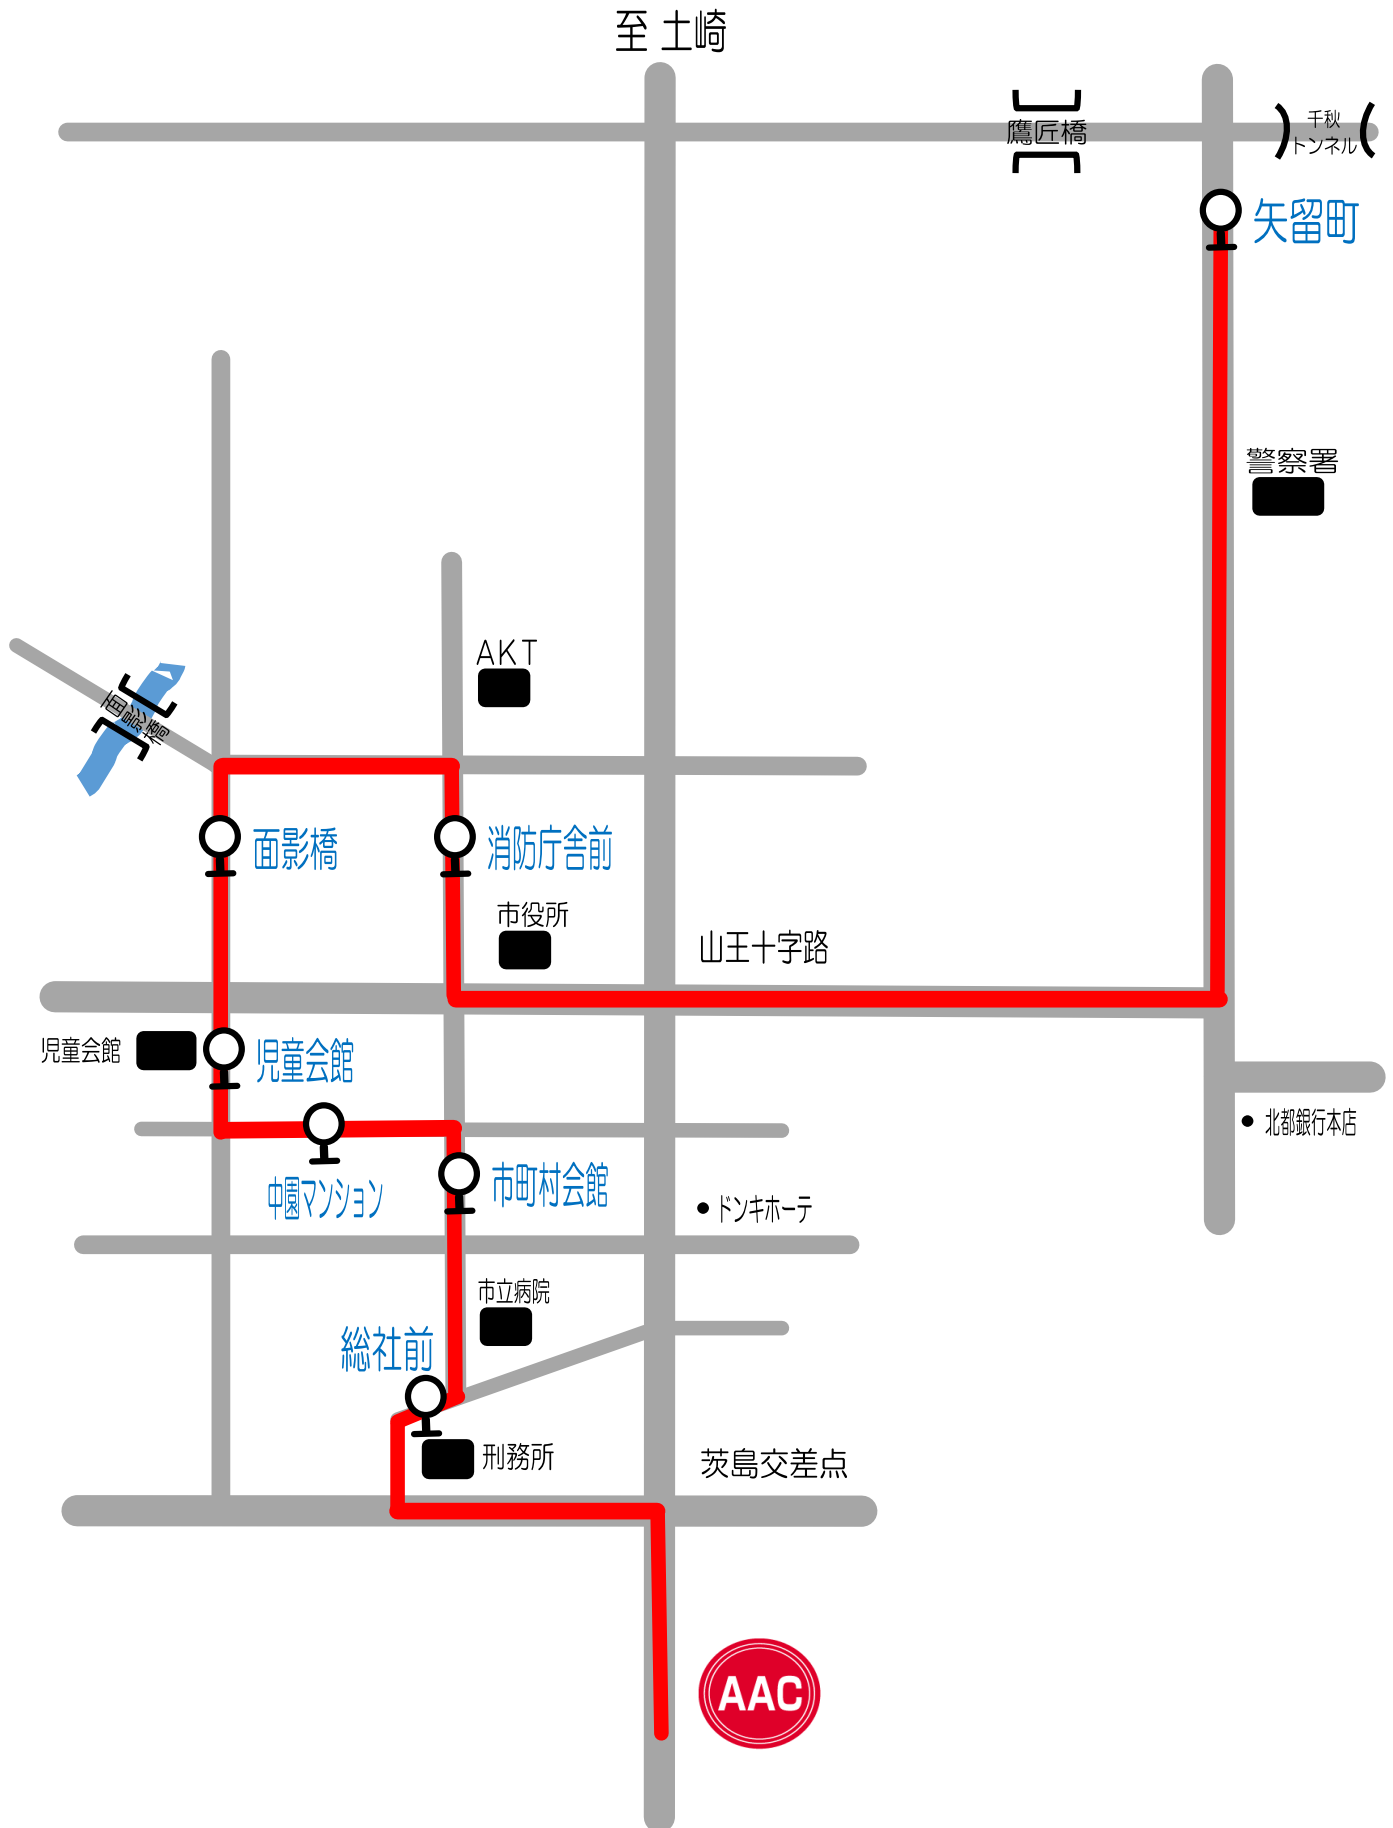 至 土崎
鷹匠橋
千秋
トンネル
矢留町
警察署
AKT
面影橋
面影橋
消防庁舎前
市役所
山王十字路
児童会館
児童会館
北都銀行本店
中園マンション
市町村会館
ドンキホーテ
市立病院
総社前
刑務所
茨島交差点
AAC